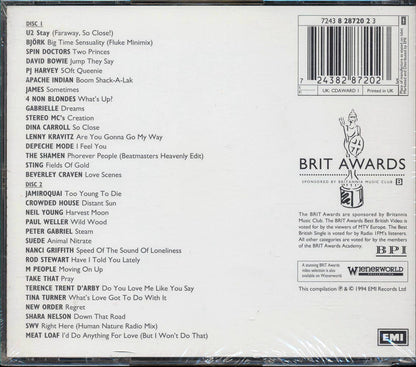 DISC 1
U2 Stay (Faraway, So Close!)
BJÖRK Big Time Sensuality (Fluke Minimix)
SPIN DOCTORS Two Princes
DAVID BOWIE Jump They Say
PJ HARVEY 5Oft Queenie
APACHE INDIAN Boom Shack-A-Lak
JAMES Sometimes
4 NON BLONDES What's Up?
GABRIELLE Dreams
STEREO MC's Creation
DINA CARROLL So Close
LENNY KRAVITZ Are You Gonna Go My Way
DEPECHE MODE I Feel You
THE SHAMEN Phorever People (Beatmasters Heavenly Edit)
STING Fields Of Gold
BEVERLEY CRAVEN Love Scenes
DISC 2
JAMIROQUAI Too Young To Die
CROWDED HOUSE Distant Sun
NEIL YOUNG Harvest Moon
PAUL WELLER Wild Wood
PETER GABRIEL Steam
SUEDE Animal Nitrate
NANCI GRIFFITH Speed Of The Sound Of Loneliness
ROD STEWART Have I Told You Lately
M PEOPLE Moving On Up
TAKE THAT Pray
TERENCE TRENT D'ARBY Do You Love Me Like You Say
TINA TURNER What's Love Got To Do With It
NEW ORDER Regret
SHARA NELSON Down That Road
SWV Right Here (Human Nature Radio Mix)
MEAT LOAF I'd Do Anything For Love (But I Won't Do That)
7243 8 28720 2 3
7 24382 87202 3
UK: CDAWARD 1 Printed in UK
BRIT AWARDS
SPONSORED BY BRITANNIA MUSIC CLUB B
The BRIT Awards are sponsored by Britannia
Music Club. The BRIT Awards Best British Video is
voted for by the viewers of MTV Europe. The Best
British Single is voted for by Radio 1FM's listeners.
All other categories are voted for by the members
of the BRIT Awards Academy.
BPI
A stunning BRIT Awards
video selection is also
available on Wienerworld.
WIENERWORLD
This compilation ℗ & © 1994 EMI Records Ltd
EMI